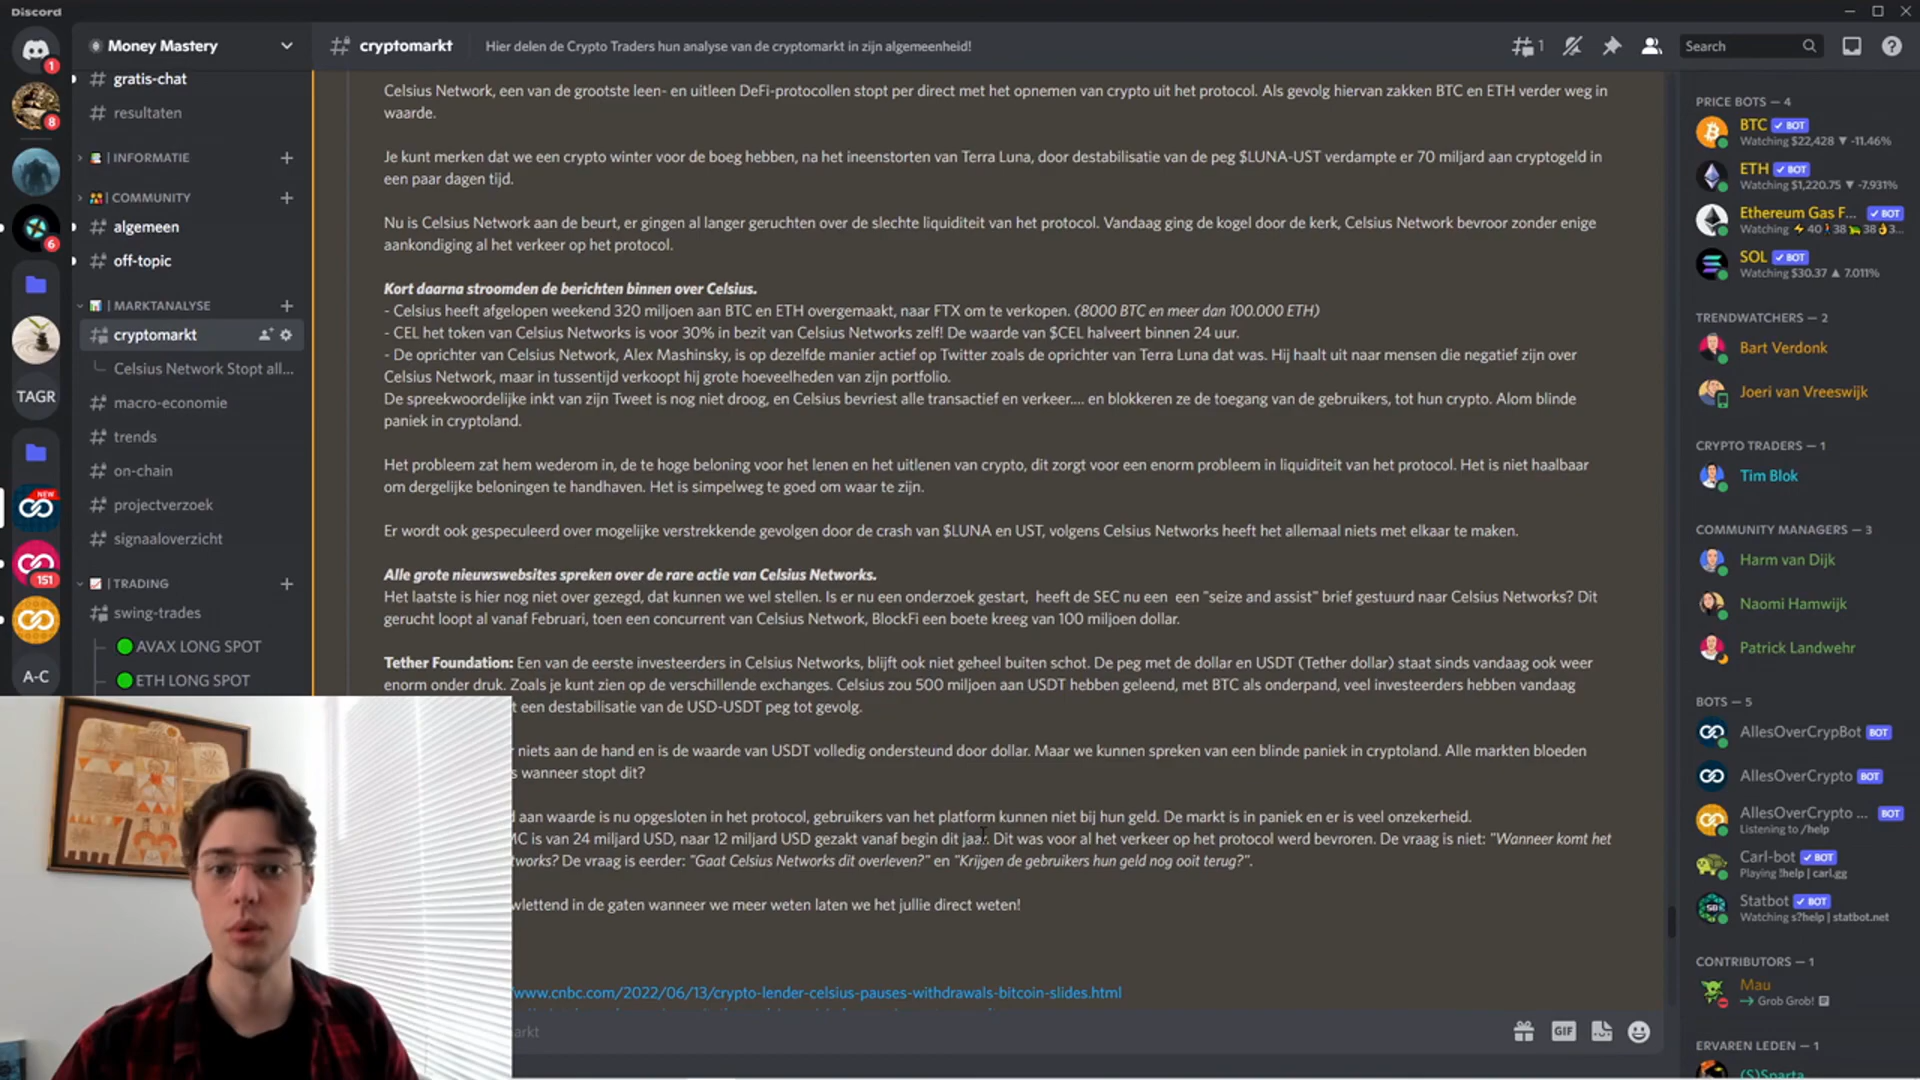 Discord
Money Mastery
cryptomarkt
Hier delen de Crypto Traders hun analyse van de cryptomarkt in zijn algemeenheid!
1
Search
1
8
6
TAGR
NEW
151
A-C
gratis-chat
resultaten
| INFORMATIE
| COMMUNITY
algemeen
off-topic
| MARKTANALYSE
cryptomarkt
Celsius Network Stopt all...
macro-economie
trends
on-chain
projectverzoek
signaaloverzicht
| TRADING
swing-trades
AVAX LONG SPOT
ETH LONG SPOT
Celsius Network, een van de grootste leen- en uitleen DeFi-protocollen stopt per direct met het opnemen van crypto uit het protocol. Als gevolg hiervan zakken BTC en ETH verder weg in
waarde.
Je kunt merken dat we een crypto winter voor de boeg hebben, na het ineenstorten van Terra Luna, door destabilisatie van de peg $LUNA-UST verdampte er 70 miljard aan cryptogeld in
een paar dagen tijd.
Nu is Celsius Network aan de beurt, er gingen al langer geruchten over de slechte liquiditeit van het protocol. Vandaag ging de kogel door de kerk, Celsius Network bevroor zonder enige
aankondiging al het verkeer op het protocol.
Kort daarna stroomden de berichten binnen over Celsius.
- Celsius heeft afgelopen weekend 320 miljoen aan BTC en ETH overgemaakt, naar FTX om te verkopen. (8000 BTC en meer dan 100.000 ETH)
- CEL het token van Celsius Networks is voor 30% in bezit van Celsius Networks zelf! De waarde van $CEL halveert binnen 24 uur.
- De oprichter van Celsius Network, Alex Mashinsky, is op dezelfde manier actief op Twitter zoals de oprichter van Terra Luna dat was. Hij haalt uit naar mensen die negatief zijn over
Celsius Network, maar in tussentijd verkoopt hij grote hoeveelheden van zijn portfolio.
De spreekwoordelijke inkt van zijn Tweet is nog niet droog, en Celsius bevriest alle transactief en verkeer.... en blokkeren ze de toegang van de gebruikers, tot hun crypto. Alom blinde
paniek in cryptoland.
Het probleem zat hem wederom in, de te hoge beloning voor het lenen en het uitlenen van crypto, dit zorgt voor een enorm probleem in liquiditeit van het protocol. Het is niet haalbaar
om dergelijke beloningen te handhaven. Het is simpelweg te goed om waar te zijn.
Er wordt ook gespeculeerd over mogelijke verstrekkende gevolgen door de crash van $LUNA en UST, volgens Celsius Networks heeft het allemaal niets met elkaar te maken.
Alle grote nieuwswebsites spreken over de rare actie van Celsius Networks.
Het laatste is hier nog niet over gezegd, dat kunnen we wel stellen. Is er nu een onderzoek gestart, heeft de SEC nu een een "seize and assist" brief gestuurd naar Celsius Networks? Dit
gerucht loopt al vanaf Februari, toen een concurrent van Celsius Network, BlockFi een boete kreeg van 100 miljoen dollar.
Tether Foundation: Een van de eerste investeerders in Celsius Networks, blijft ook niet geheel buiten schot. De peg met de dollar en USDT (Tether dollar) staat sinds vandaag ook weer
enorm onder druk. Zoals je kunt zien op de verschillende exchanges. Celsius zou 500 miljoen aan USDT hebben geleend, met BTC als onderpand, veel investeerders hebben vandaag
t een destabilisatie van de USD-USDT peg tot gevolg.
niets aan de hand en is de waarde van USDT volledig ondersteund door dollar. Maar we kunnen spreken van een blinde paniek in cryptoland. Alle markten bloeden
s wanneer stopt dit?
d aan waarde is nu opgesloten in het protocol, gebruikers van het platform kunnen niet bij hun geld. De markt is in paniek en er is veel onzekerheid.
MC is van 24 miljard USD, naar 12 miljard USD gezakt vanaf begin dit jaar. Dit was voor al het verkeer op het protocol werd bevroren. De vraag is niet: "Wanneer komt het
tworks? De vraag is eerder: "Gaat Celsius Networks dit overleven?" en "Krijgen de gebruikers hun geld nog ooit terug?".
wlettend in de gaten wanneer we meer weten laten we het jullie direct weten!
www.cnbc.com/2022/06/13/crypto-lender-celsius-pauses-withdrawals-bitcoin-slides.html
markt
GIF
PRICE BOTS — 4
BTC ✓ BOT
Watching $22,428 ▼ -11.46%
ETH ✓ BOT
Watching $1,220.75 ▼ -7.931%
Ethereum Gas F... ✓ BOT
Watching ⚡ 40 | 38 38 3...
SOL ✓ BOT
Watching $30.37 ▲ 7.011%
TRENDWATCHERS — 2
Bart Verdonk
Joeri van Vreeswijk
CRYPTO TRADERS — 1
Tim Blok
COMMUNITY MANAGERS — 3
Harm van Dijk
Naomi Hamwijk
Patrick Landwehr
BOTS — 5
AllesOverCrypBot BOT
AllesOverCrypto BOT
AllesOverCrypto ... BOT
Listening to /help
Carl-bot ✓ BOT
Playing !help | carl.gg
Statbot ✓ BOT
Watching s?help | statbot.net
CONTRIBUTORS — 1
Mau
Grob Grob!
ERVAREN LEDEN — 1
(S)Sparta